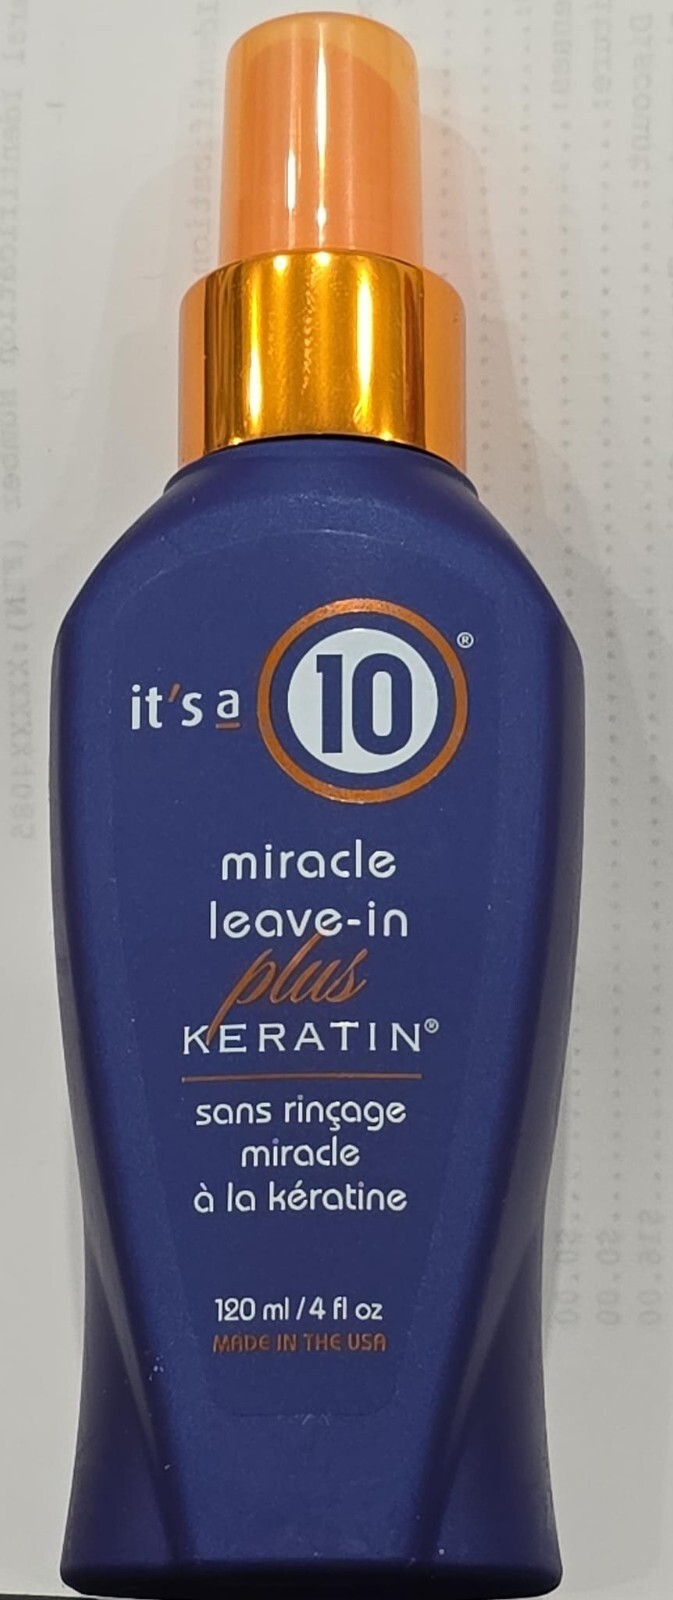 it's a 10®
miracle
leave-in
plus
KERATIN®
sans rinçage
miracle
à la kératine
120 ml / 4 fl oz
MADE IN THE USA